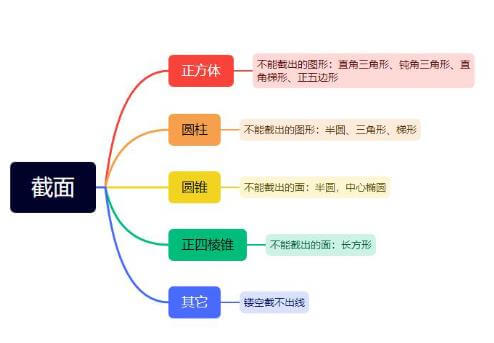 截面
正方体
不能截出的图形：直角三角形、钝角三角形、直
角梯形、正五边形
圆柱
不能截出的图形：半圆、三角形、梯形
圆锥
不能截出的面：半圆，中心椭圆
正四棱锥
不能截出的面：长方形
其它
镂空截不出线